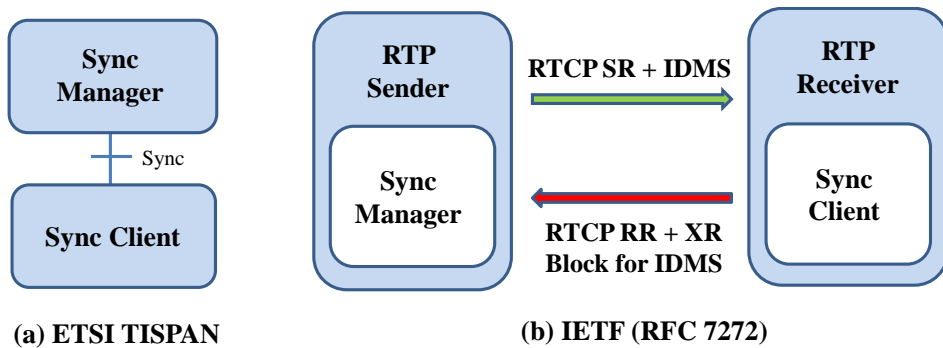 Sync
Manager
Sync
Sync Client
(a) ETSI TISPAN
RTP
Sender
Sync
Manager
RTCP SR + IDMS
RTCP RR + XR
Block for IDMS
RTP
Receiver
Sync
Client
(b) IETF (RFC 7272)